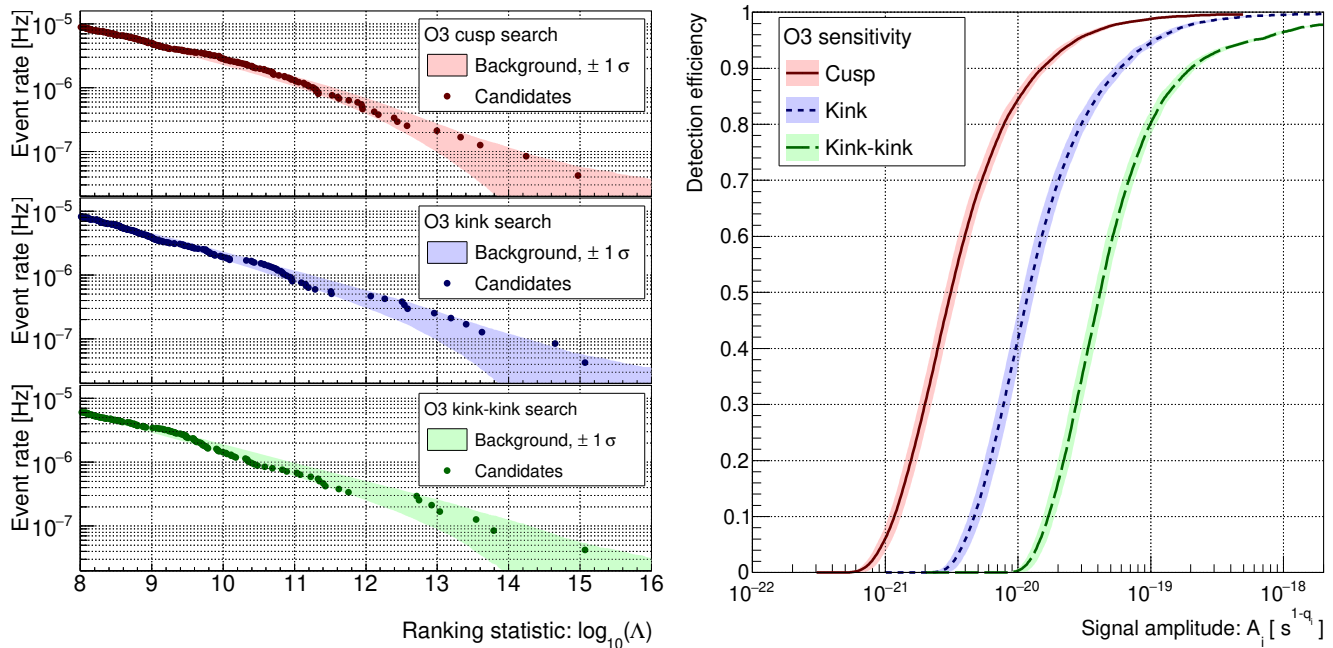 Event rate [Hz]
10⁻⁵
10⁻⁶
10⁻⁷
O3 cusp search
Background, ± 1 σ
Candidates
Event rate [Hz]
10⁻⁵
10⁻⁶
10⁻⁷
O3 kink search
Background, ± 1 σ
Candidates
Event rate [Hz]
10⁻⁵
10⁻⁶
10⁻⁷
O3 kink-kink search
Background, ± 1 σ
Candidates
8 9 10 11 12 13 14 15 16
Ranking statistic: log₁₀(Λ)
Detection efficiency
1
0.9
0.8
0.7
0.6
0.5
0.4
0.3
0.2
0.1
0
O3 sensitivity
Cusp
Kink
Kink-kink
10⁻²² 10⁻²¹ 10⁻²⁰ 10⁻¹⁹ 10⁻¹⁸
Signal amplitude: Aᵢ [ s^{1-qᵢ} ]